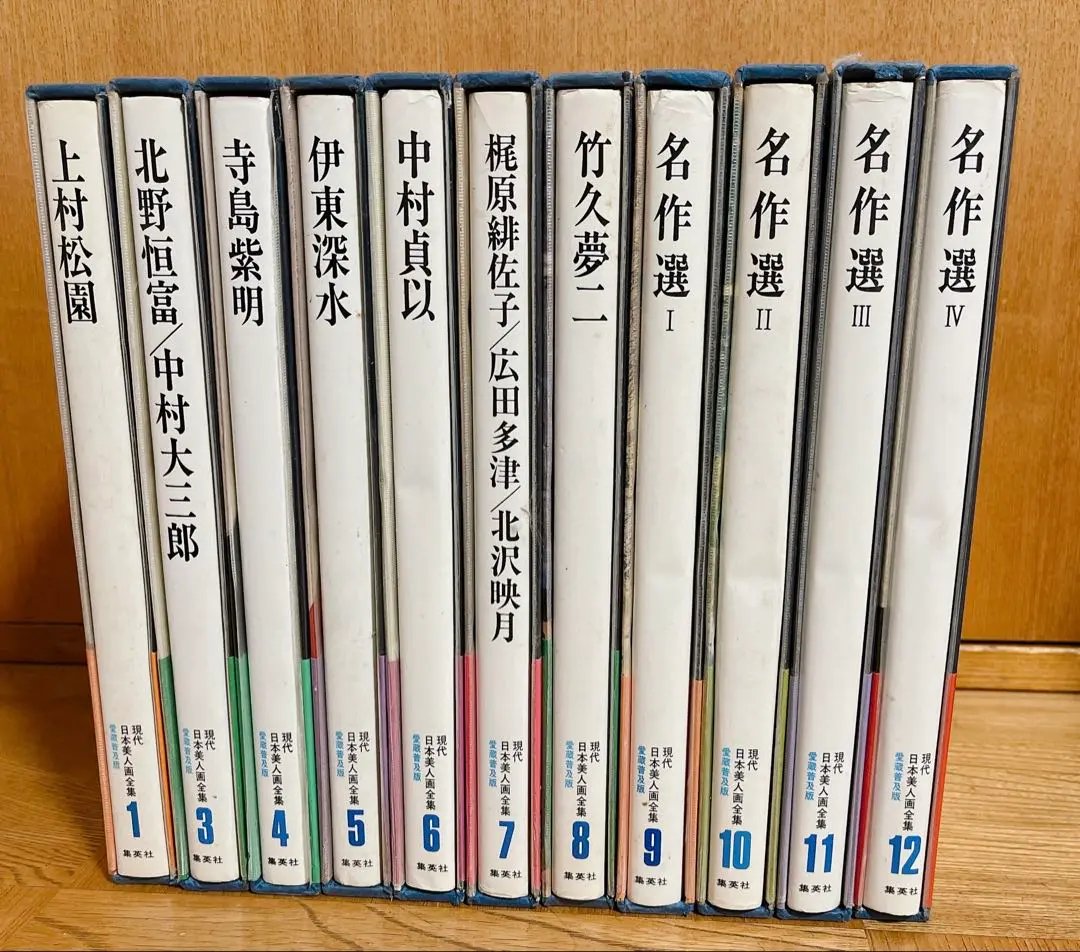 上村松園
現代
日本美人画全集
愛蔵普及版
1
集英社
北野恒富/中村大三郎
現代
日本美人画全集
愛蔵普及版
3
集英社
寺島紫明
現代
日本美人画全集
愛蔵普及版
4
集英社
伊東深水
現代
日本美人画全集
愛蔵普及版
5
集英社
中村貞以
現代
日本美人画全集
愛蔵普及版
6
集英社
梶原緋佐子/広田多津/北沢映月
現代
日本美人画全集
愛蔵普及版
7
集英社
竹久夢二
現代
日本美人画全集
愛蔵普及版
8
集英社
名作選 I
現代
日本美人画全集
愛蔵普及版
9
集英社
名作選 II
現代
日本美人画全集
愛蔵普及版
10
集英社
名作選 III
現代
日本美人画全集
愛蔵普及版
11
集英社
名作選 IV
現代
日本美人画全集
愛蔵普及版
12
集英社